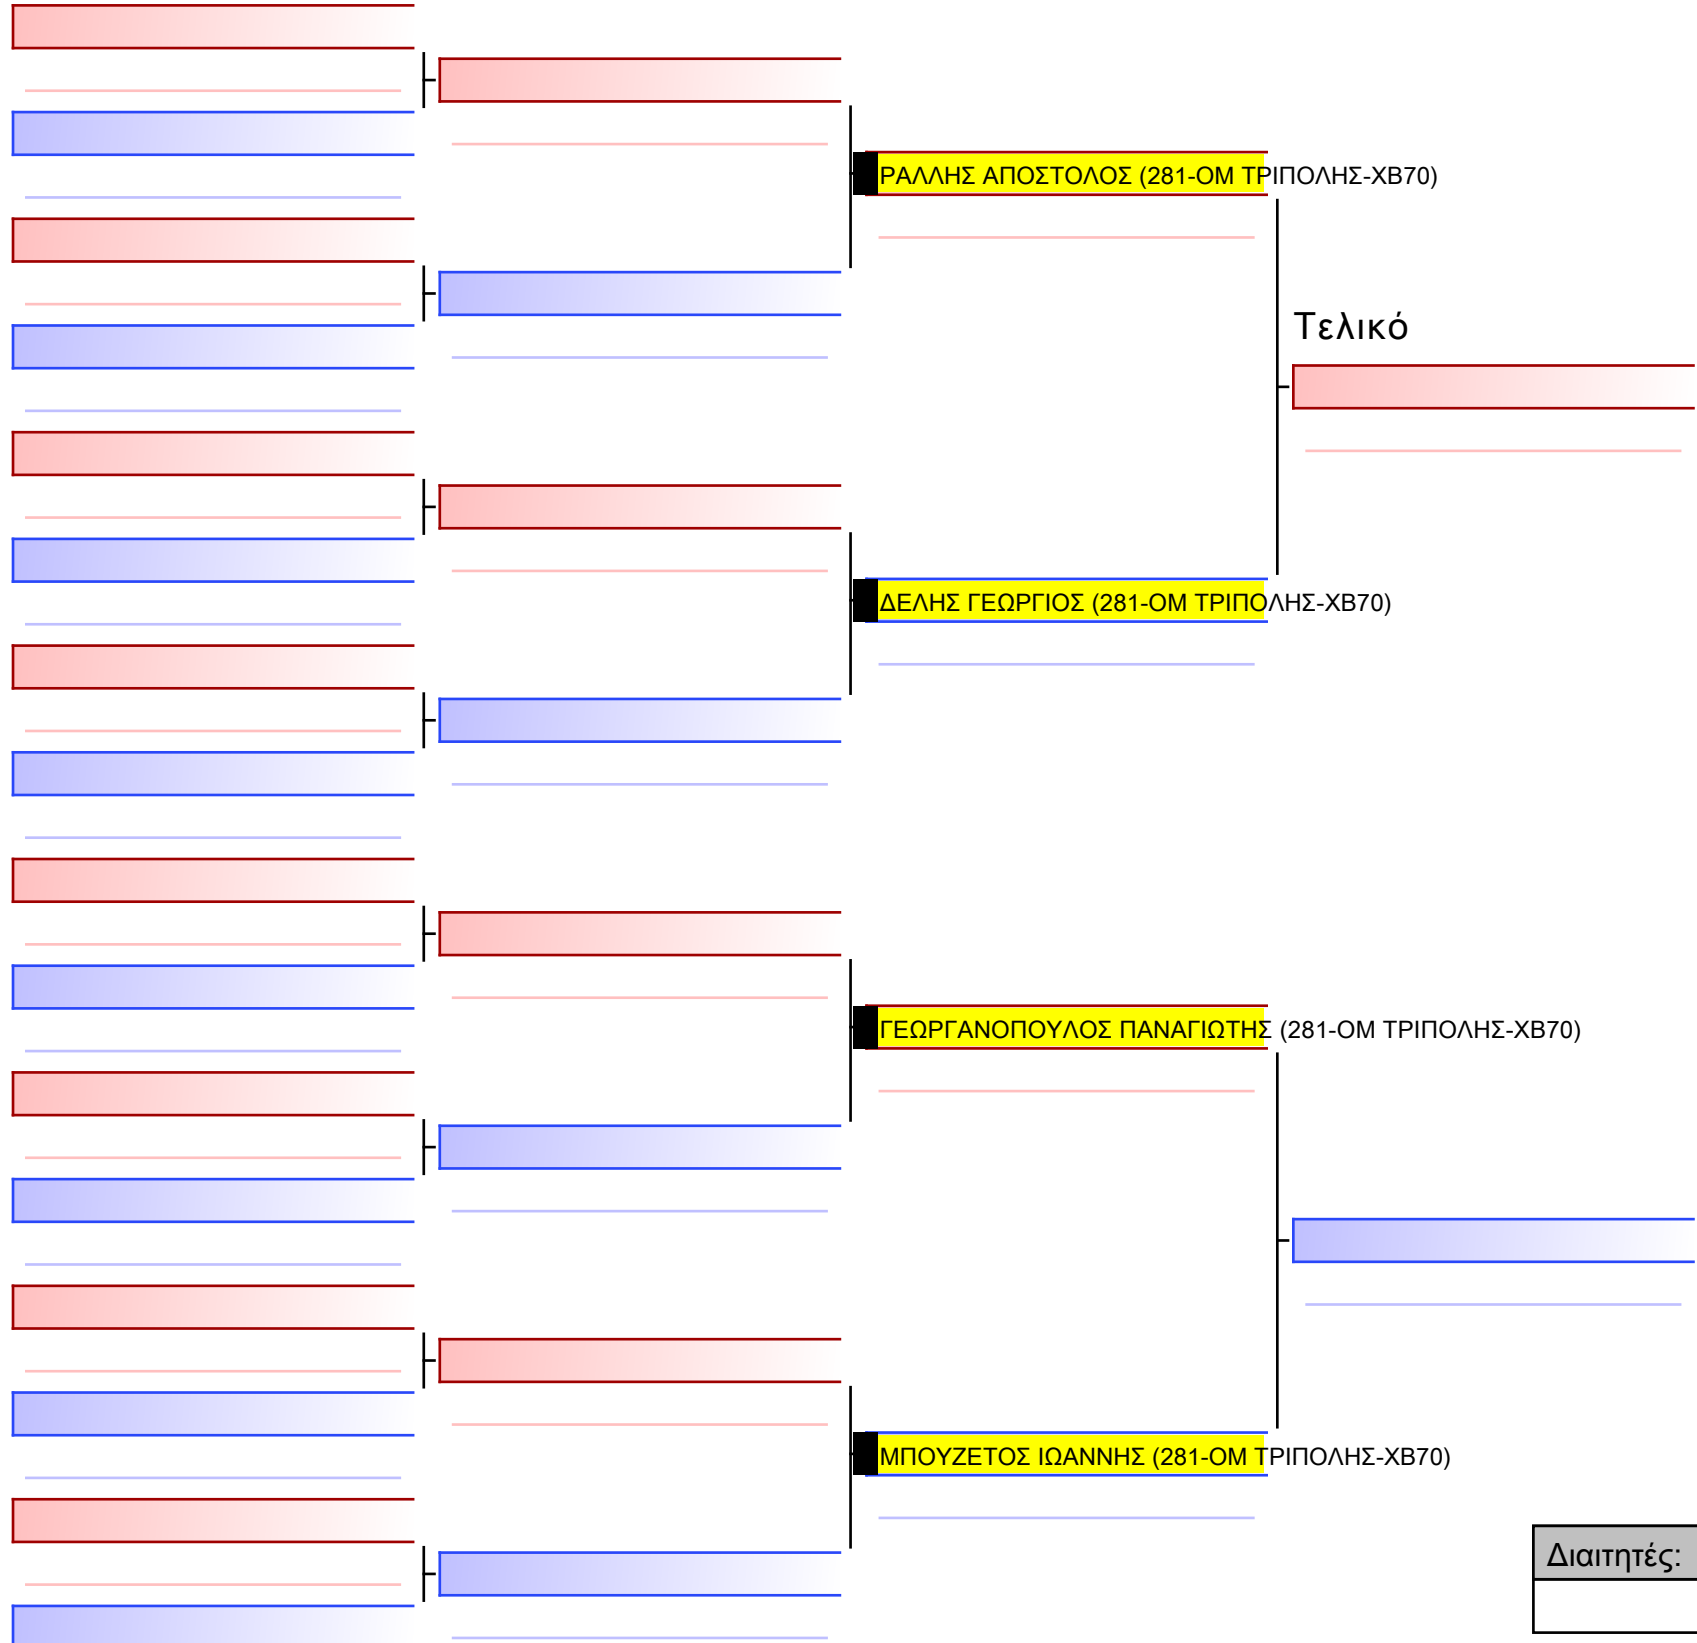 ΡΑΛΛΗΣ ΑΠΟΣΤΟΛΟΣ (281-ΟΜ ΤΡΙΠΟΛΗΣ-ΧΒ70)
Τελικό
ΔΕΛΗΣ ΓΕΩΡΓΙΟΣ (281-ΟΜ ΤΡΙΠΟΛΗΣ-ΧΒ70)
ΓΕΩΡΓΑΝΟΠΟΥΛΟΣ ΠΑΝΑΓΙΩΤΗΣ (281-ΟΜ ΤΡΙΠΟΛΗΣ-ΧΒ70)
ΜΠΟΥΖΕΤΟΣ ΙΩΑΝΝΗΣ (281-ΟΜ ΤΡΙΠΟΛΗΣ-ΧΒ70)
Διαιτητές: